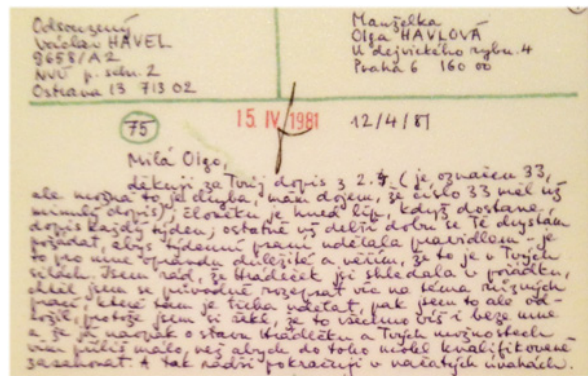 Odsouzený
Václav HAVEL
9658/A2
NVÚ p. schr. 2
Ostrava 13 713 02
Manželka
Olga HAVLOVÁ
U dejvického rybn. 4
Praha 6 160 00
75
15. IV. 1981
12/4/81
Milá Olgo,
děkuji za Tvůj dopis z 2.4. (je označen 33,
ale možná to je chyba, mám dojem, že číslo 33 měl už
minulý dopis); člověku je hned líp, když dostane
dopis každý týden; ostatně už delší dobu se Tě chystám
požádat, abys týdenní psaní udělala pravidlem – je
to pro mne opravdu důležité a věřím, že to je v Tvých
silách. Jsem rád, že Hrádeček jsi shledala v pořádku,
chtěl jsem se původně rozepsat víc na téma různých
prací, které tam je třeba udělat, pak jsem to ale od-
ložil, protože jsem si řekl, že to všechno víš i beze mne
a že já naopak o stavu Hrádečku a Tvých možnostech
vím příliš málo, než abych do toho mohl kvalifikovaně
zasahovat. A tak radši pokračuji v načatých úvahách.